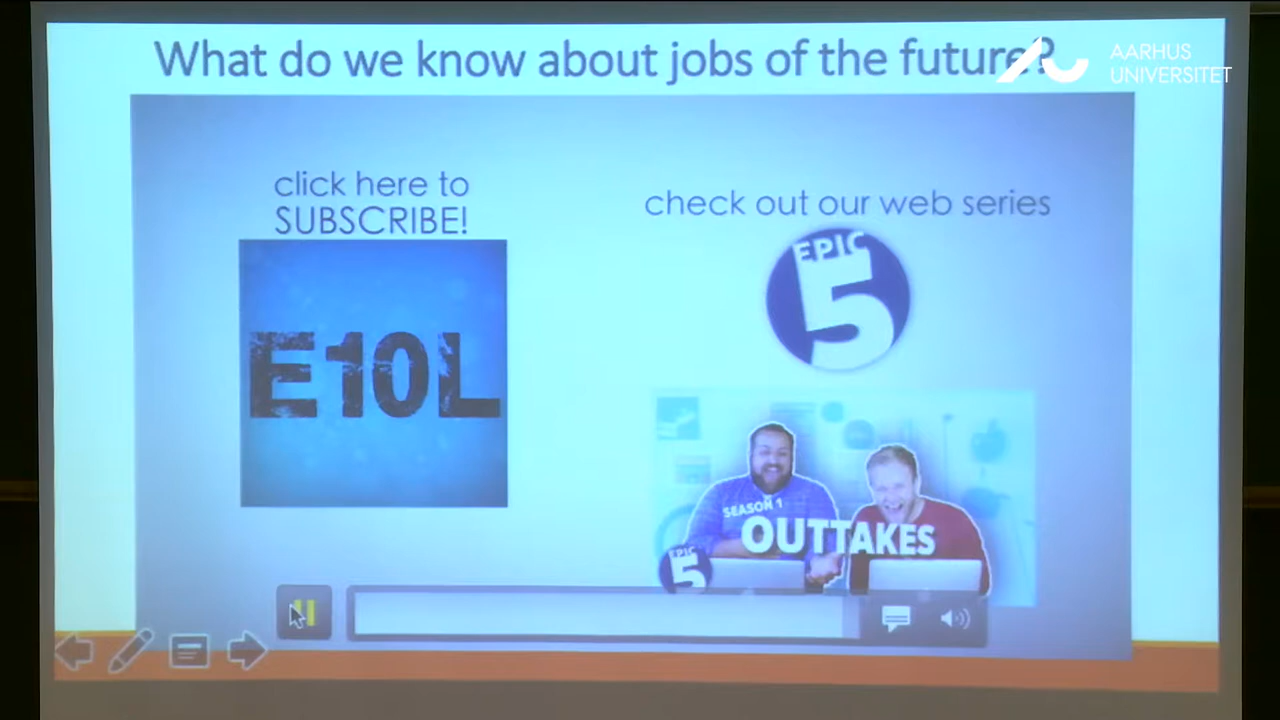 What do we know about jobs of the future?
AARHUS
UNIVERSITET
click here to
SUBSCRIBE!
check out our web series
EPIC
5
E10L
SEASON 1
OUTTAKES
EPIC
5